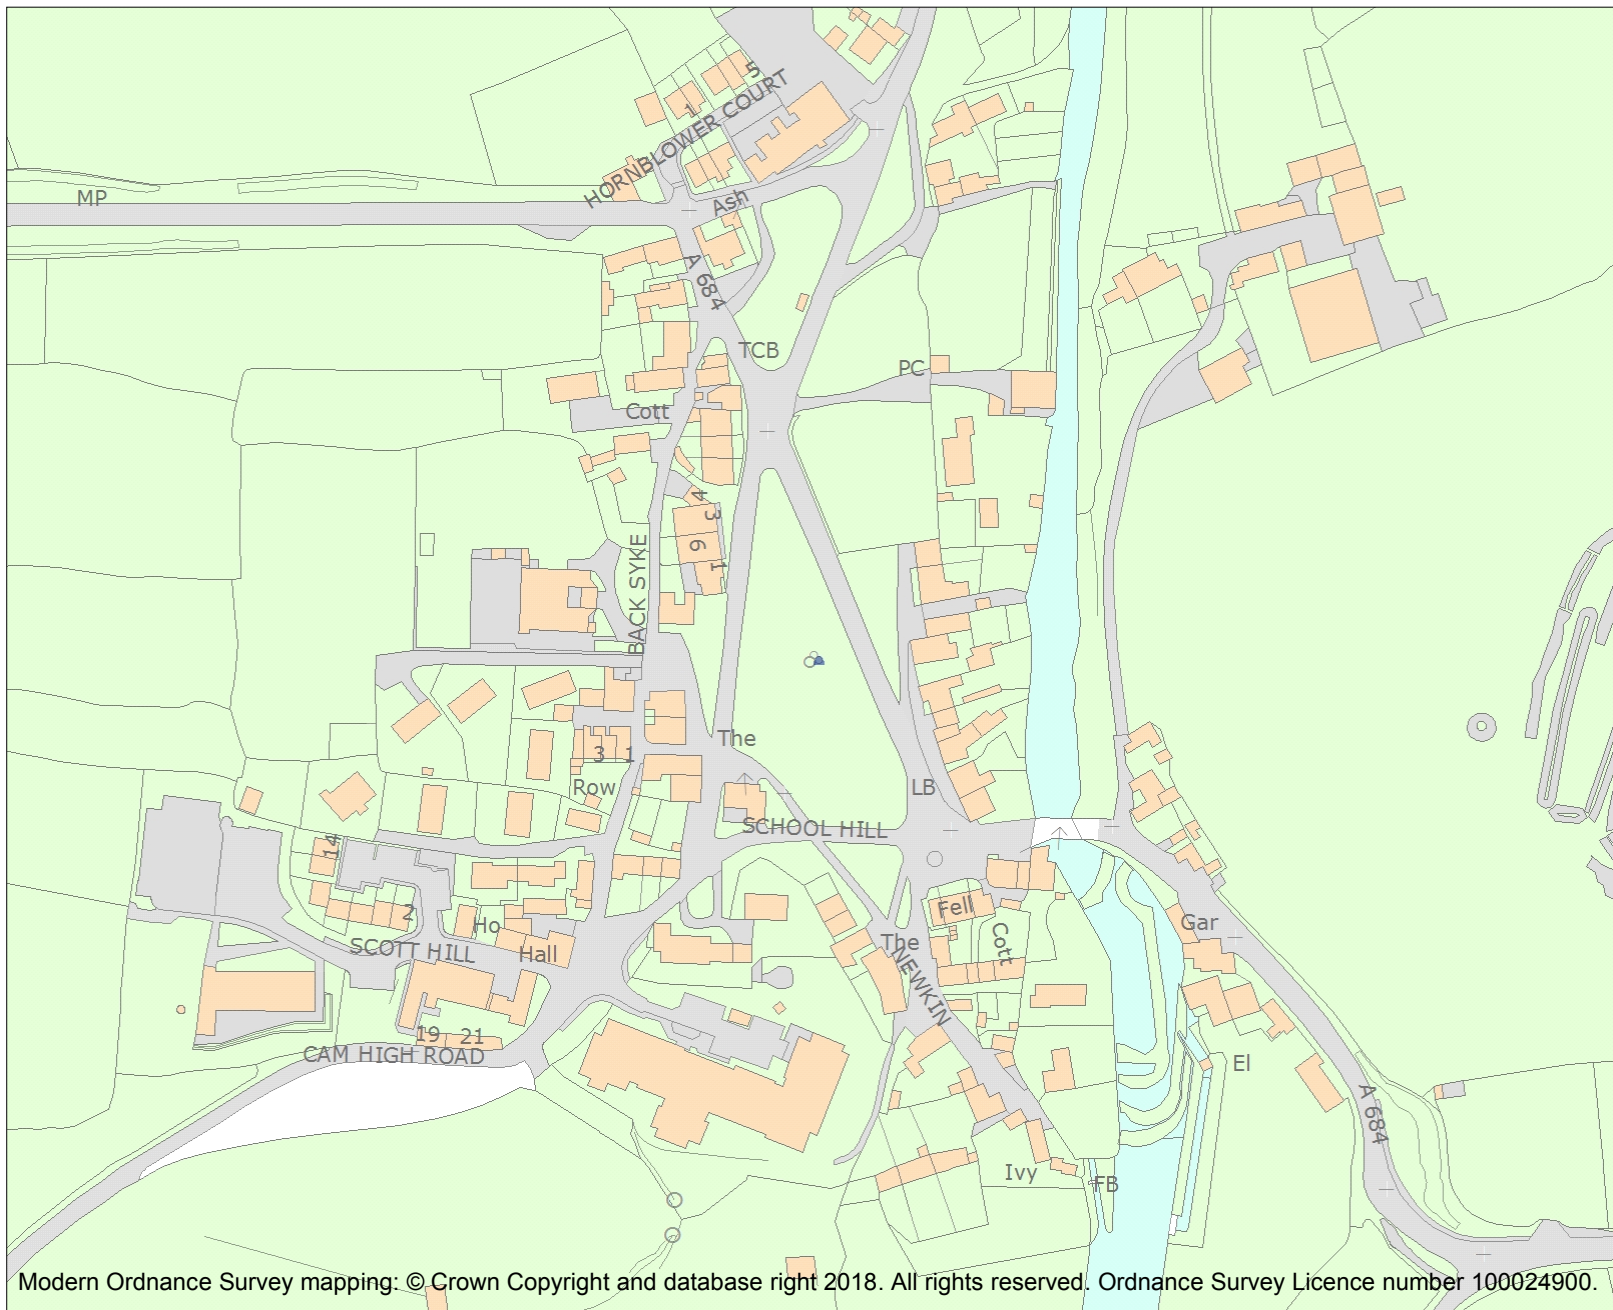 5
1
HORNBLOWER COURT
MP
Ash
A 684
TCB
PC
Cott
4
3
6
1
BACK SYKE
The
3 1
Row
LB
SCHOOL HILL
14
2
Ho
Fell
Gar
SCOTT HILL
Hall
The
Cott
NEWKIN
19 21
CAM HIGH ROAD
El
A 684
Ivy
FB
Modern Ordnance Survey mapping: © Crown Copyright and database right 2018. All rights reserved. Ordnance Survey Licence number 100024900.